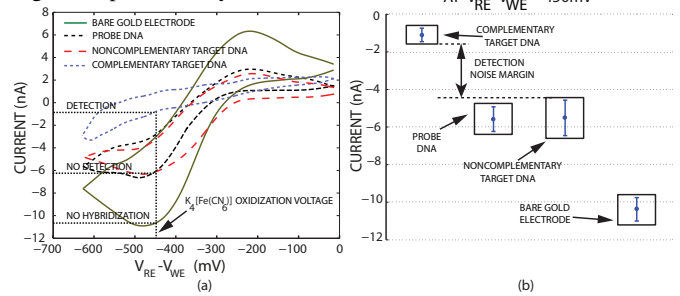 BARE GOLD ELECTRODE
PROBE DNA
NONCOMPLEMENTARY TARGET DNA
COMPLEMENTARY TARGET DNA
DETECTION
NO DETECTION
NO HYBRIDIZATION
K4[Fe(CN)6] OXIDIZATION VOLTAGE
CURRENT (nA)
8
6
4
2
0
−2
−4
−6
−8
−10
−12
−700
−600
−500
−400
−300
−200
−100
0
VRE-VWE (mV)
(a)
0
−2
−4
−6
−8
−10
−12
CURRENT (nA)
COMPLEMENTARY
TARGET DNA
DETECTION
NOISE MARGIN
PROBE
DNA
NONCOMPLEMENTARY
TARGET DNA
BARE GOLD
ELECTRODE
(b)